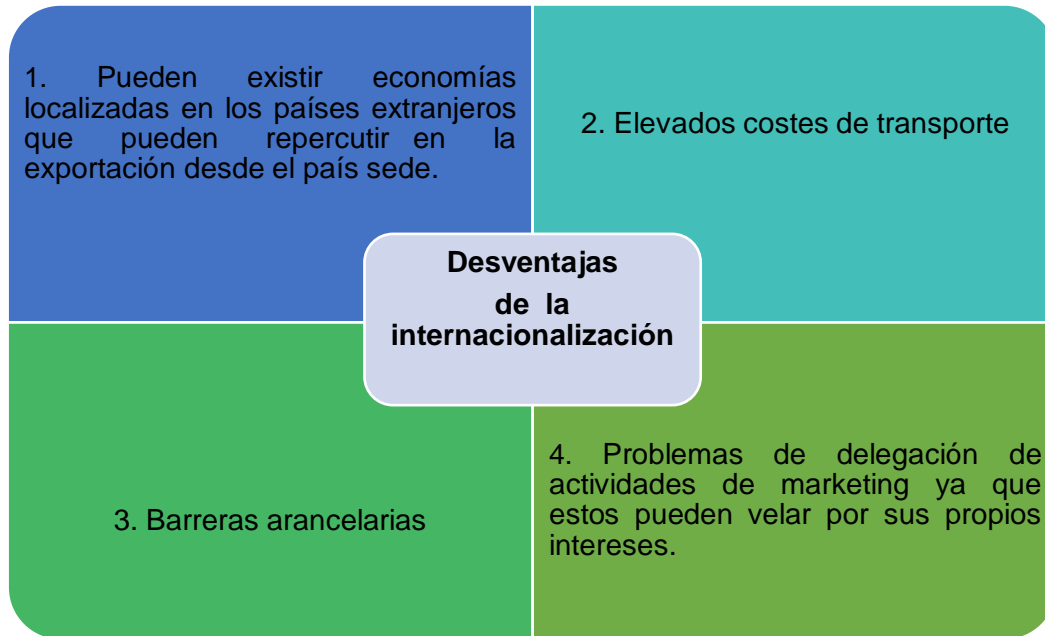 1. Pueden existir economías
localizadas en los países extranjeros
que pueden repercutir en la
exportación desde el país sede.
2. Elevados costes de transporte
Desventajas
de la
internacionalización
3. Barreras arancelarias
4. Problemas de delegación de
actividades de marketing ya que
estos pueden velar por sus propios
intereses.